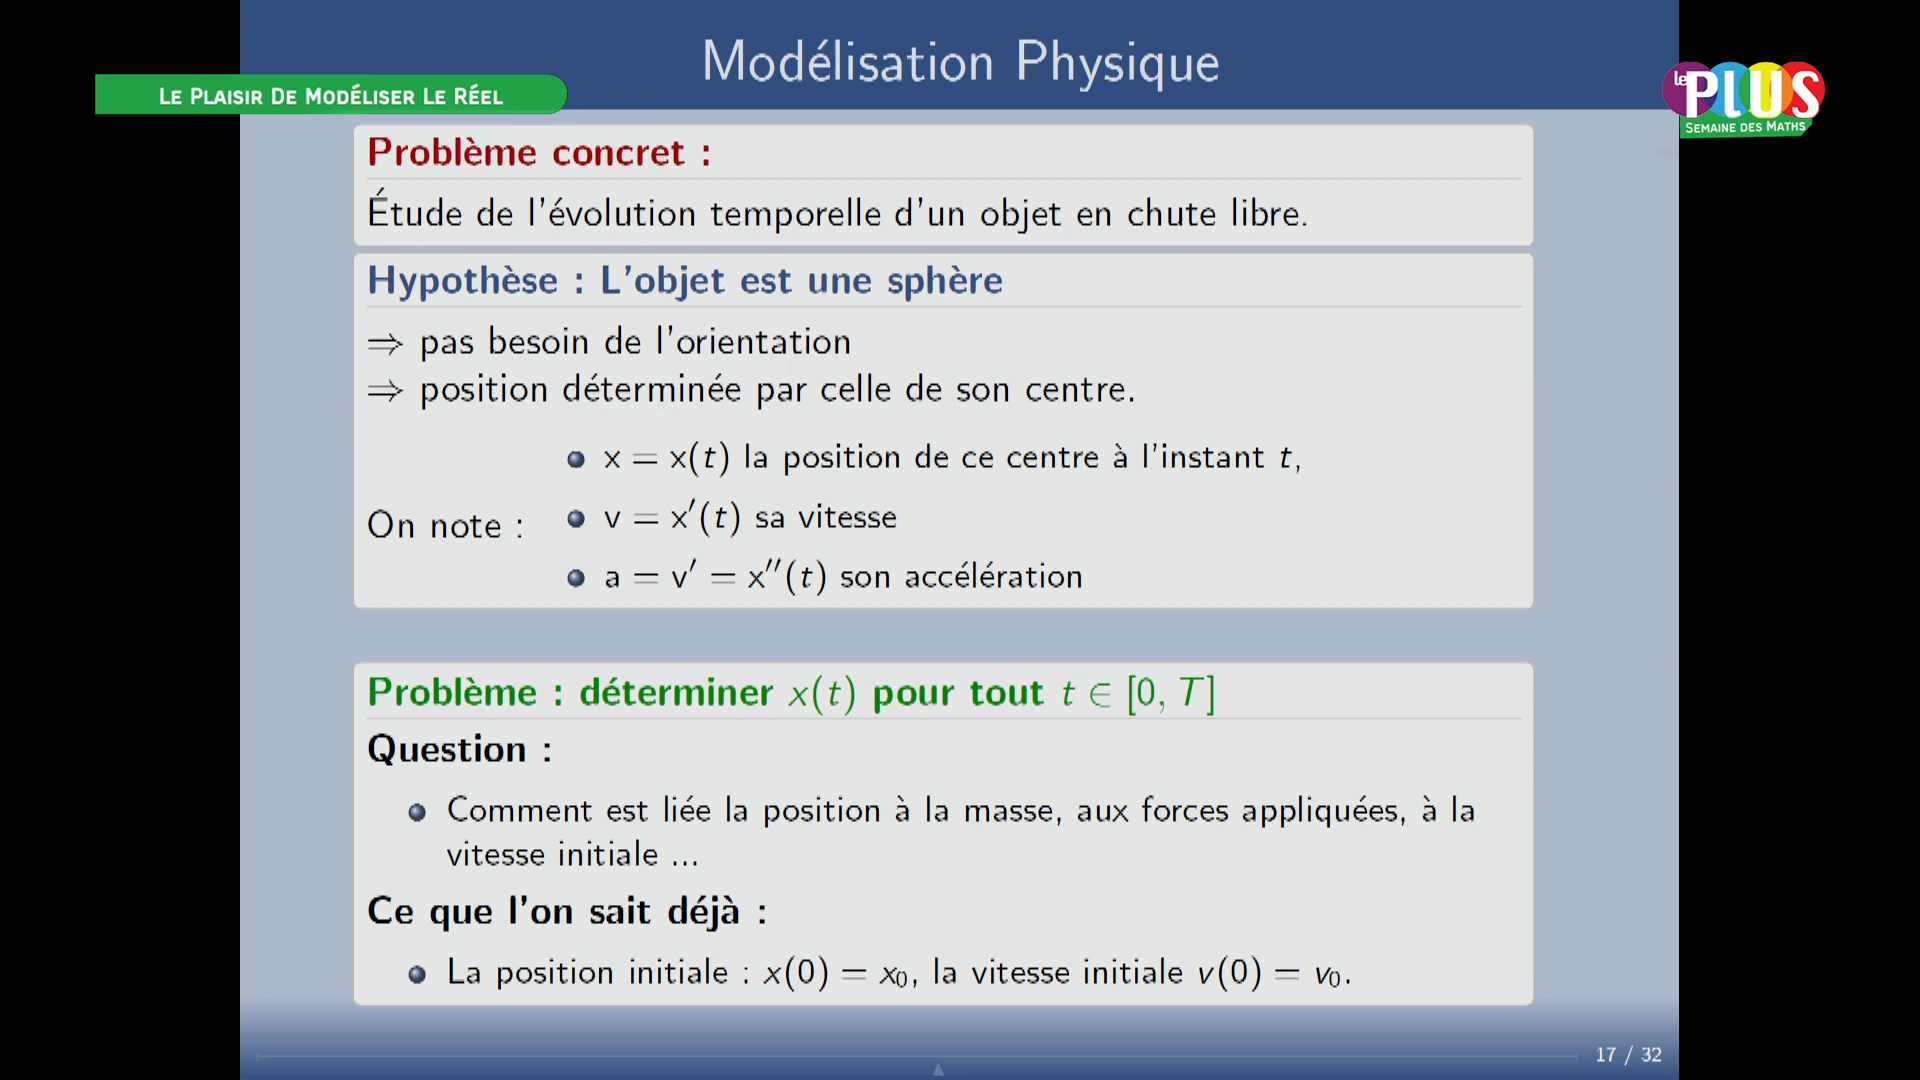 Modélisation Physique
LE PLAISIR DE MODÉLISER LE RÉEL
le PLUS
SEMAINE DES MATHS
Problème concret :
Étude de l'évolution temporelle d'un objet en chute libre.
Hypothèse : L'objet est une sphère
⇒ pas besoin de l'orientation
⇒ position déterminée par celle de son centre.
On note :
x = x(t) la position de ce centre à l'instant t,
v = x′(t) sa vitesse
a = v′ = x″(t) son accélération
Problème : déterminer x(t) pour tout t ∈ [0, T]
Question :
Comment est liée la position à la masse, aux forces appliquées, à la
vitesse initiale ...
Ce que l'on sait déjà :
La position initiale : x(0) = x₀, la vitesse initiale v(0) = v₀.
17 / 32